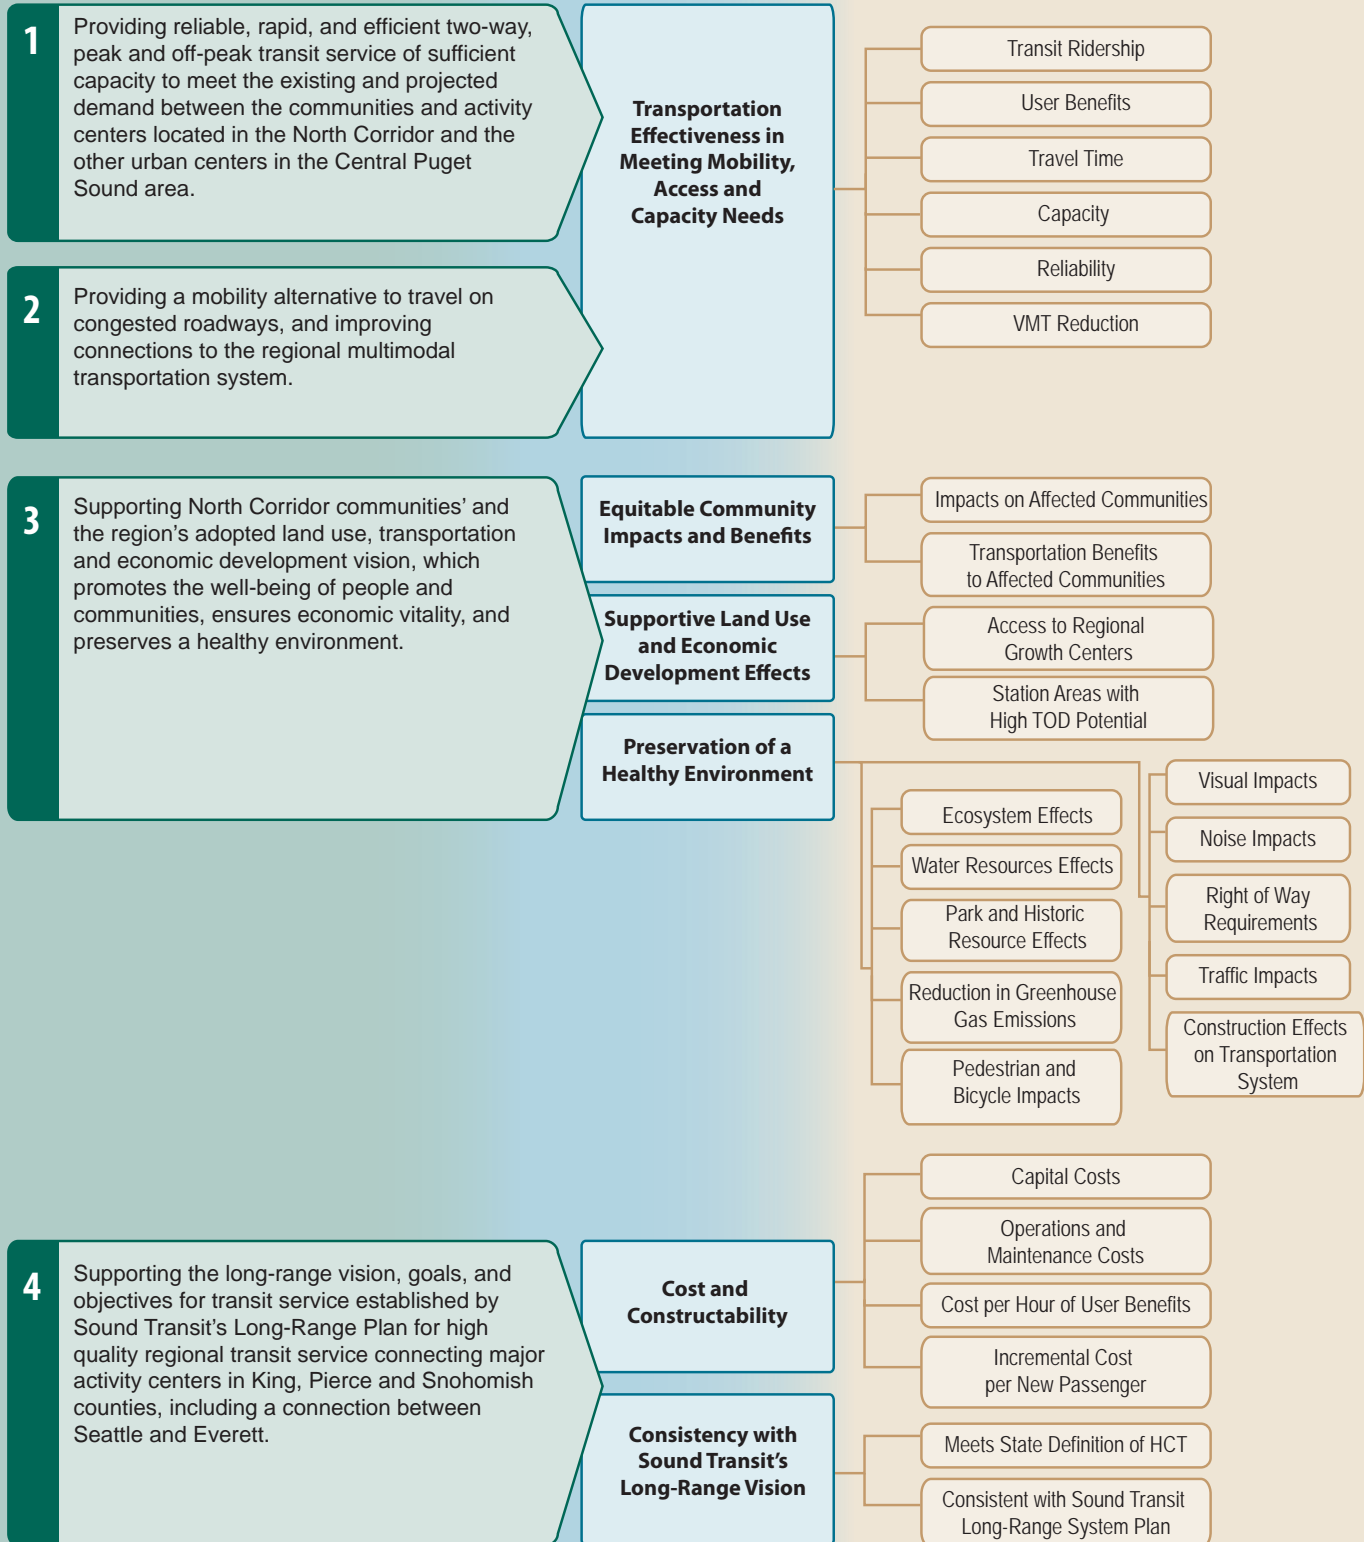 1
Providing reliable, rapid, and efficient two-way,
peak and off-peak transit service of sufficient
capacity to meet the existing and projected
demand between the communities and activity
centers located in the North Corridor and the
other urban centers in the Central Puget
Sound area.
2
Providing a mobility alternative to travel on
congested roadways, and improving
connections to the regional multimodal
transportation system.
Transportation
Effectiveness in
Meeting Mobility,
Access and
Capacity Needs
Transit Ridership
User Benefits
Travel Time
Capacity
Reliability
VMT Reduction
3
Supporting North Corridor communities’ and
the region’s adopted land use, transportation
and economic development vision, which
promotes the well-being of people and
communities, ensures economic vitality, and
preserves a healthy environment.
Equitable Community
Impacts and Benefits
Impacts on Affected Communities
Transportation Benefits
to Affected Communities
Supportive Land Use
and Economic
Development Effects
Access to Regional
Growth Centers
Station Areas with
High TOD Potential
Preservation of a
Healthy Environment
Ecosystem Effects
Water Resources Effects
Park and Historic
Resource Effects
Reduction in Greenhouse
Gas Emissions
Pedestrian and
Bicycle Impacts
Visual Impacts
Noise Impacts
Right of Way
Requirements
Traffic Impacts
Construction Effects
on Transportation
System
4
Supporting the long-range vision, goals, and
objectives for transit service established by
Sound Transit’s Long-Range Plan for high
quality regional transit service connecting major
activity centers in King, Pierce and Snohomish
counties, including a connection between
Seattle and Everett.
Cost and
Constructability
Capital Costs
Operations and
Maintenance Costs
Cost per Hour of User Benefits
Incremental Cost
per New Passenger
Consistency with
Sound Transit’s
Long-Range Vision
Meets State Definition of HCT
Consistent with Sound Transit
Long-Range System Plan